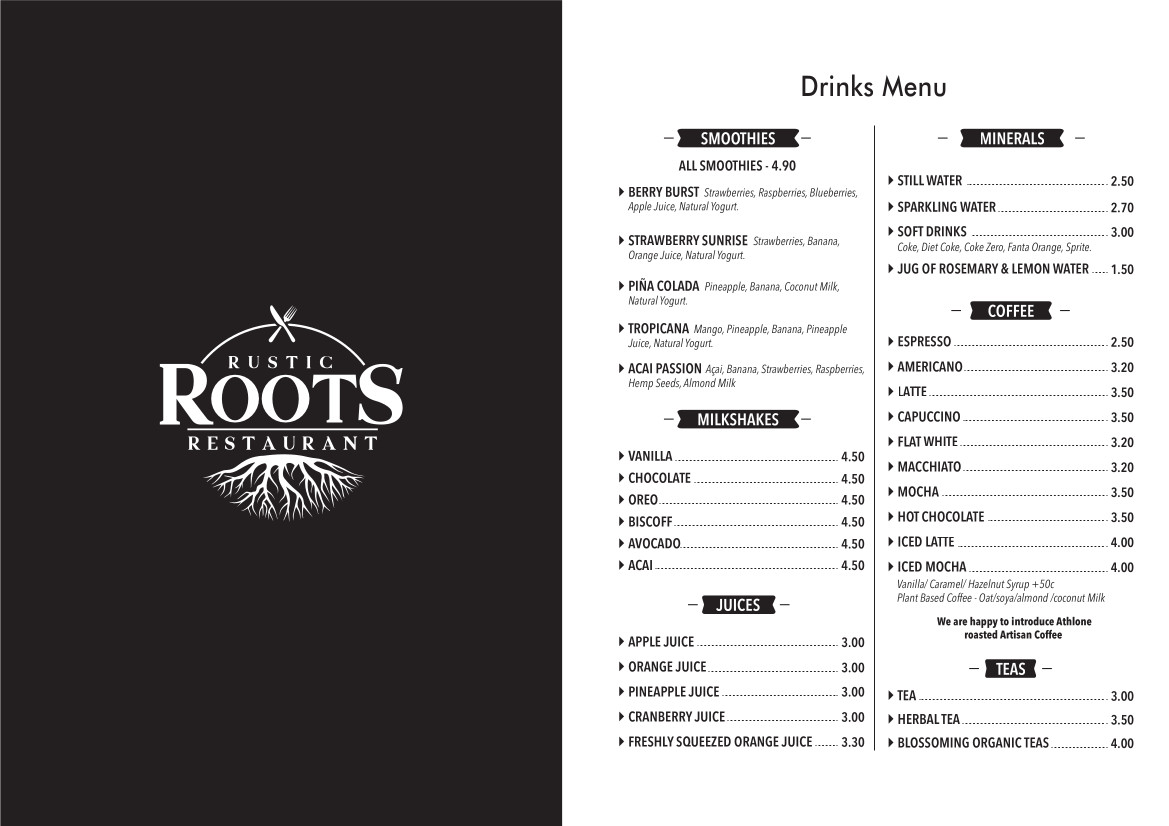 RUSTIC
ROOTS
RESTAURANT
Drinks Menu
SMOOTHIES
ALL SMOOTHIES - 4.90
BERRY BURST Strawberries, Raspberries, Blueberries,
Apple Juice, Natural Yogurt.
STRAWBERRY SUNRISE Strawberries, Banana,
Orange Juice, Natural Yogurt.
PIÑA COLADA Pineapple, Banana, Coconut Milk,
Natural Yogurt.
TROPICANA Mango, Pineapple, Banana, Pineapple
Juice, Natural Yogurt.
ACAI PASSION Açai, Banana, Strawberries, Raspberries,
Hemp Seeds, Almond Milk
MILKSHAKES
VANILLA 4.50
CHOCOLATE 4.50
OREO 4.50
BISCOFF 4.50
AVOCADO 4.50
ACAI 4.50
JUICES
APPLE JUICE 3.00
ORANGE JUICE 3.00
PINEAPPLE JUICE 3.00
CRANBERRY JUICE 3.00
FRESHLY SQUEEZED ORANGE JUICE 3.30
MINERALS
STILL WATER 2.50
SPARKLING WATER 2.70
SOFT DRINKS 3.00
Coke, Diet Coke, Coke Zero, Fanta Orange, Sprite.
JUG OF ROSEMARY & LEMON WATER 1.50
COFFEE
ESPRESSO 2.50
AMERICANO 3.20
LATTE 3.50
CAPUCCINO 3.50
FLAT WHITE 3.20
MACCHIATO 3.20
MOCHA 3.50
HOT CHOCOLATE 3.50
ICED LATTE 4.00
ICED MOCHA 4.00
Vanilla/ Caramel/ Hazelnut Syrup +50c
Plant Based Coffee - Oat/soya/almond /coconut Milk
We are happy to introduce Athlone
roasted Artisan Coffee
TEAS
TEA 3.00
HERBAL TEA 3.50
BLOSSOMING ORGANIC TEAS 4.00